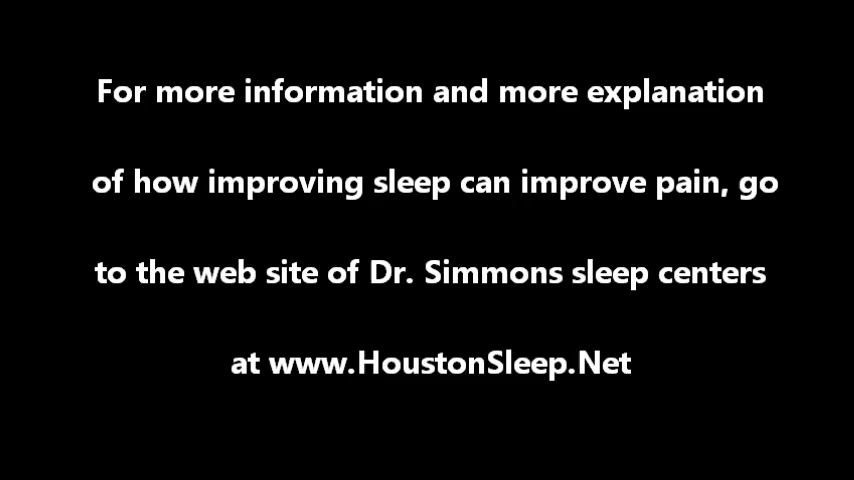 For more information and more explanation
of how improving sleep can improve pain, go
to the web site of Dr. Simmons sleep centers
at www.HoustonSleep.Net